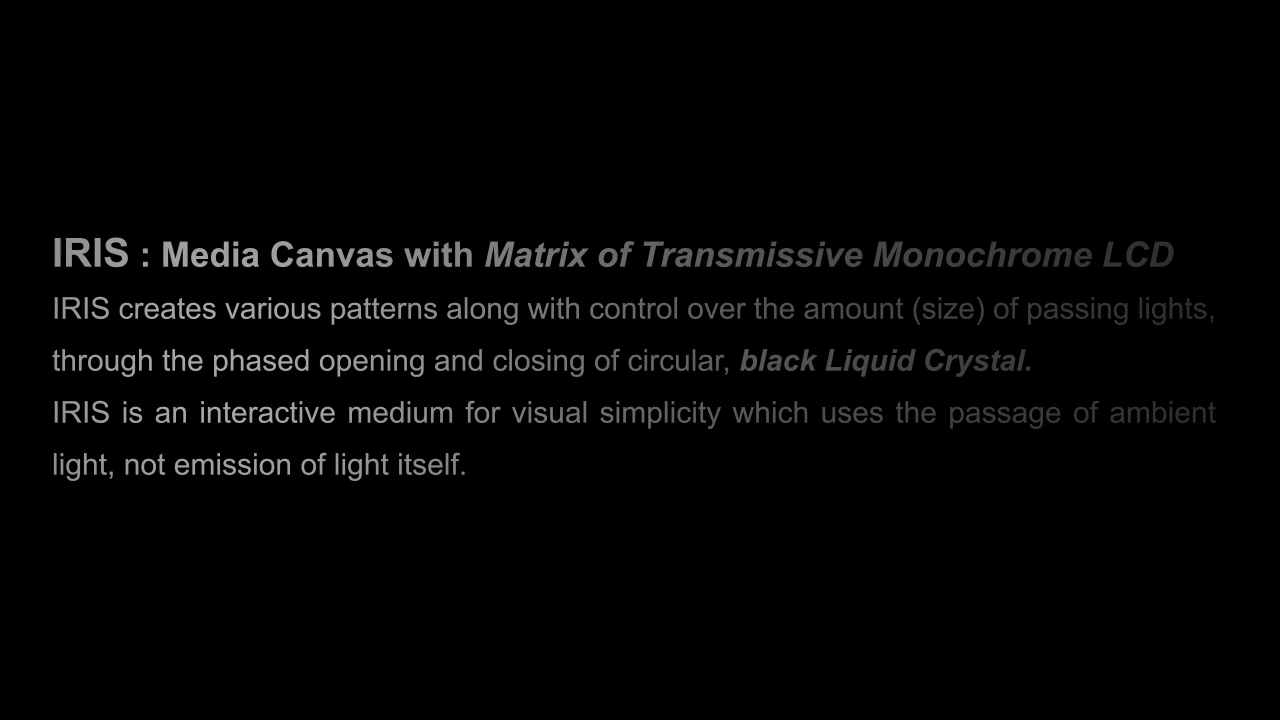 IRIS : Media Canvas with Matrix of Transmissive Monochrome LCD
IRIS creates various patterns along with control over the amount (size) of passing lights,
through the phased opening and closing of circular, black Liquid Crystal.
IRIS is an interactive medium for visual simplicity which uses the passage of ambient
light, not emission of light itself.